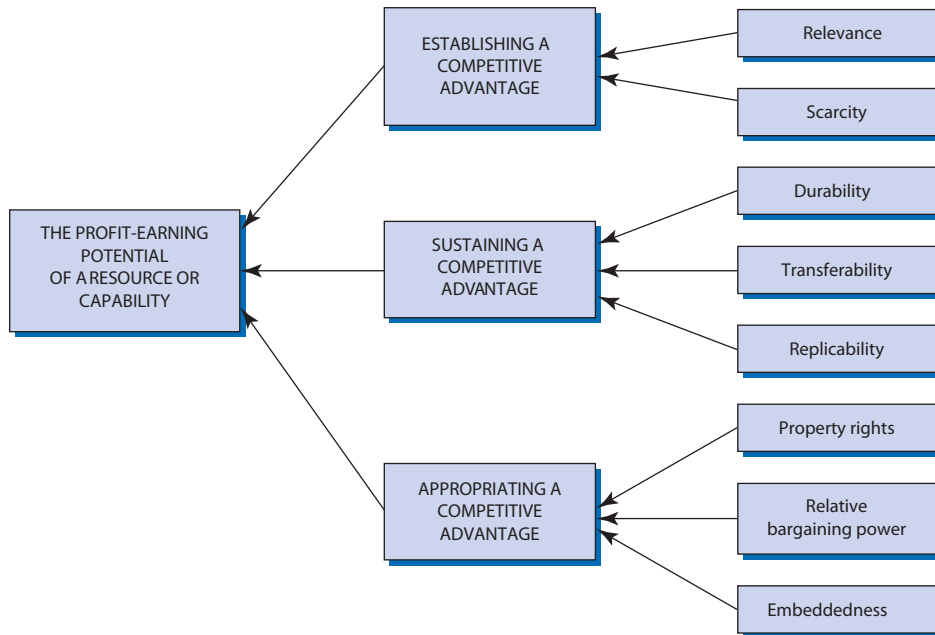 THE PROFIT-EARNING
POTENTIAL
OF A RESOURCE OR
CAPABILITY
ESTABLISHING A
COMPETITIVE
ADVANTAGE
Relevance
Scarcity
SUSTAINING A
COMPETITIVE
ADVANTAGE
Durability
Transferability
Replicability
APPROPRIATING A
COMPETITIVE
ADVANTAGE
Property rights
Relative
bargaining power
Embeddedness